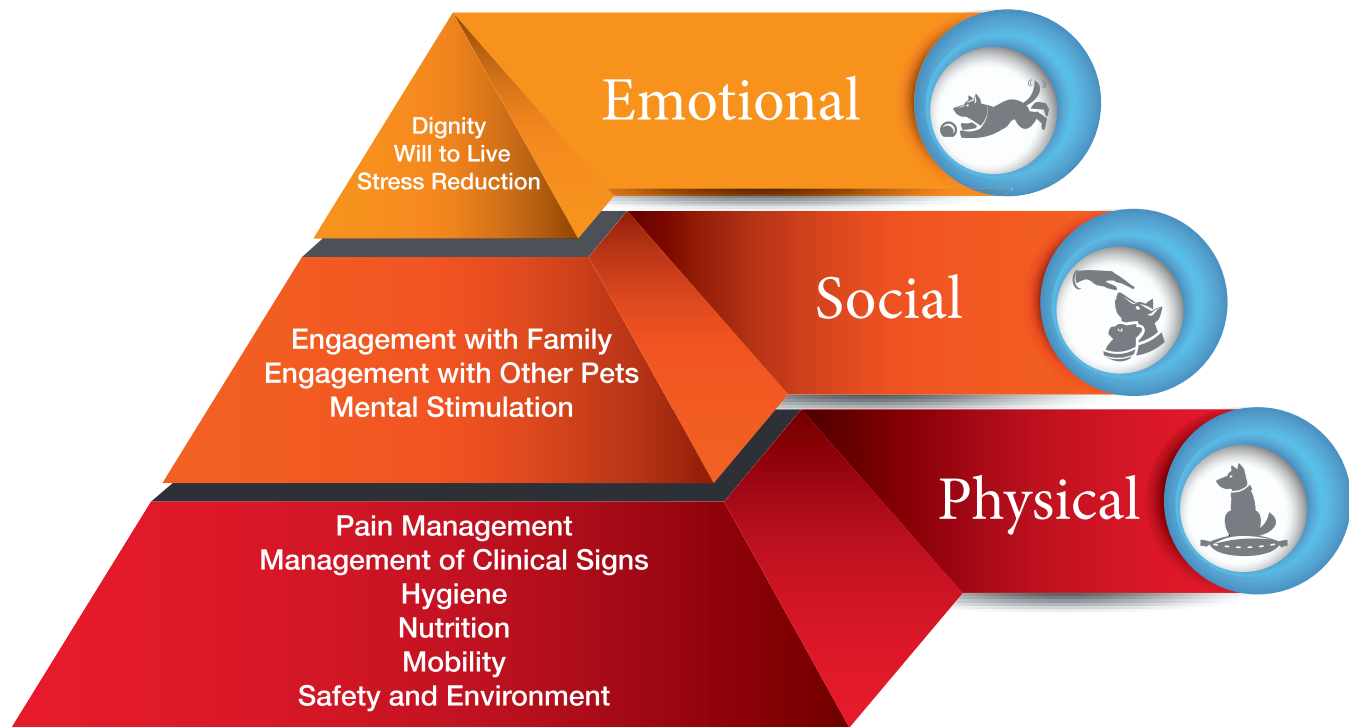 Emotional
Dignity
Will to Live
Stress Reduction
Social
Engagement with Family
Engagement with Other Pets
Mental Stimulation
Physical
Pain Management
Management of Clinical Signs
Hygiene
Nutrition
Mobility
Safety and Environment